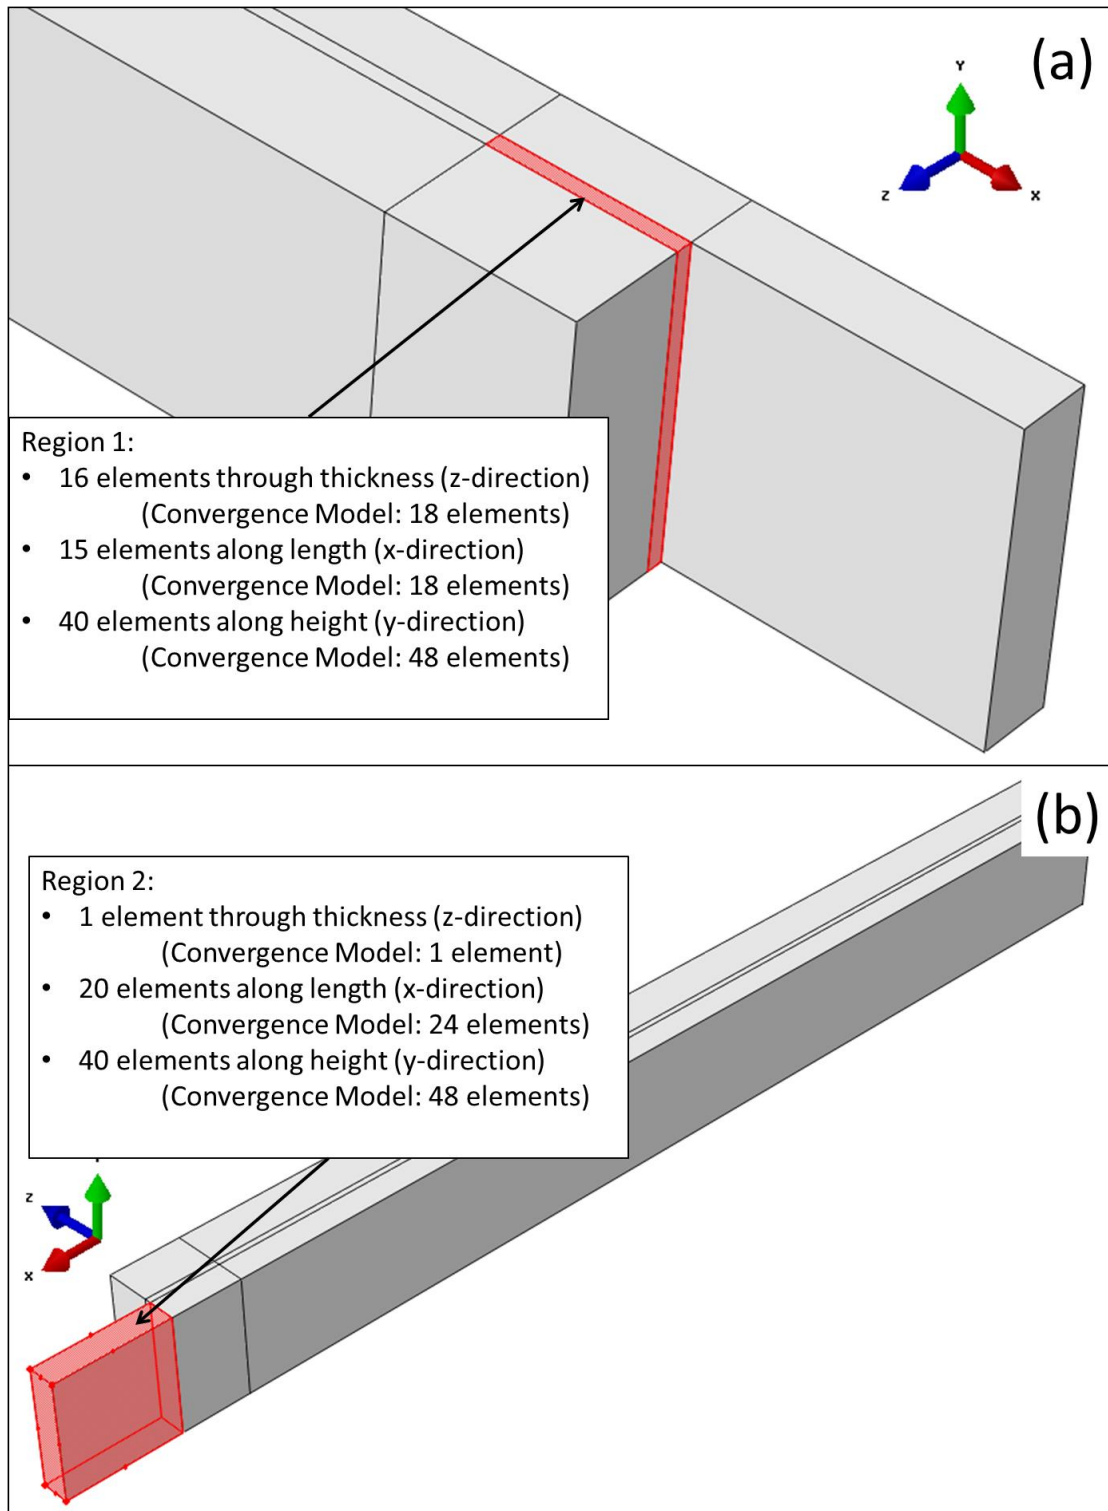 (a)
Y
Z
X
Region 1:
• 16 elements through thickness (z-direction)
(Convergence Model: 18 elements)
• 15 elements along length (x-direction)
(Convergence Model: 18 elements)
• 40 elements along height (y-direction)
(Convergence Model: 48 elements)
(b)
Region 2:
• 1 element through thickness (z-direction)
(Convergence Model: 1 element)
• 20 elements along length (x-direction)
(Convergence Model: 24 elements)
• 40 elements along height (y-direction)
(Convergence Model: 48 elements)
Z
X